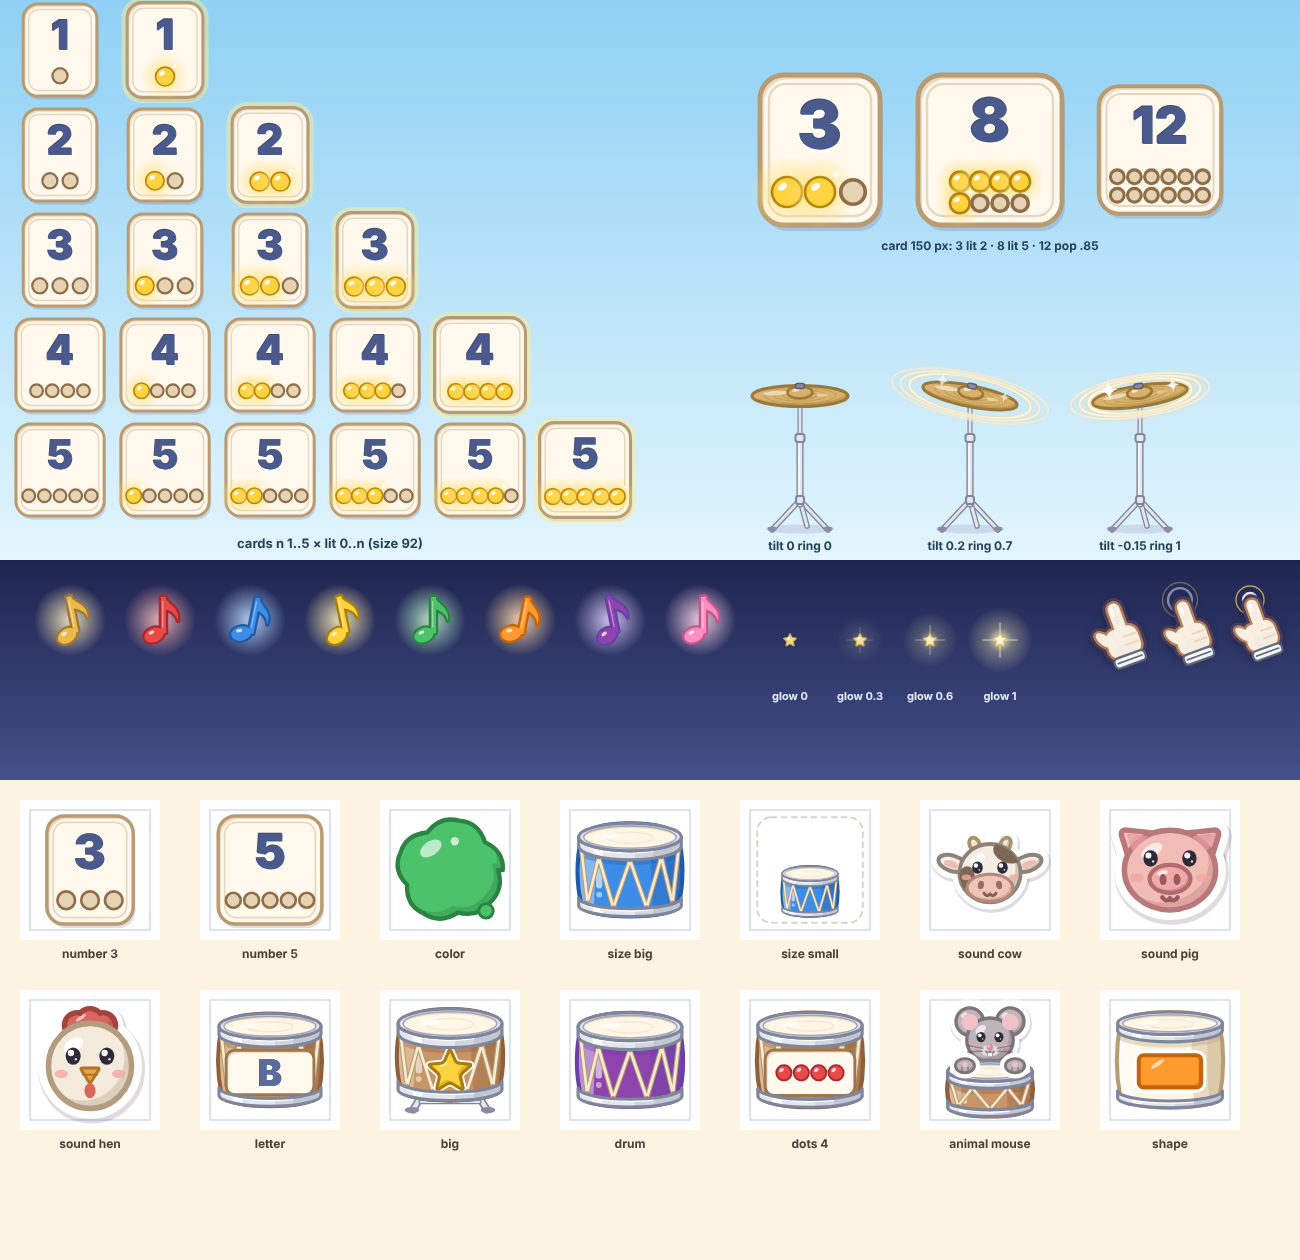 1 1
2 2 2
3 3 3 3
4 4 4 4 4
5 5 5 5 5 5
cards n 1..5 × lit 0..n (size 92)
3 8 12
card 150 px: 3 lit 2 · 8 lit 5 · 12 pop .85
tilt 0 ring 0 tilt 0.2 ring 0.7 tilt -0.15 ring 1
glow 0 glow 0.3 glow 0.6 glow 1
3 5
number 3 number 5 color size big size small sound cow sound pig
B
sound hen letter big drum dots 4 animal mouse shape